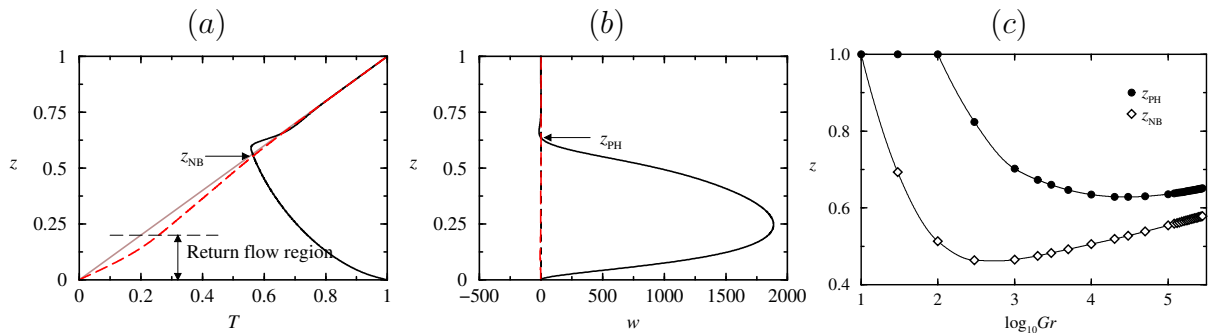 (a)
1
0.75
z
0.5
0.25
0
z_NB
Return flow region
0 0.2 0.4 0.6 0.8 1
T
(b)
1
0.75
z
0.5
0.25
0
z_PH
−500 0 500 1000 1500 2000
w
(c)
1.0
0.8
z
0.6
0.4
z_PH
z_NB
1 2 3 4 5
log₁₀Gr